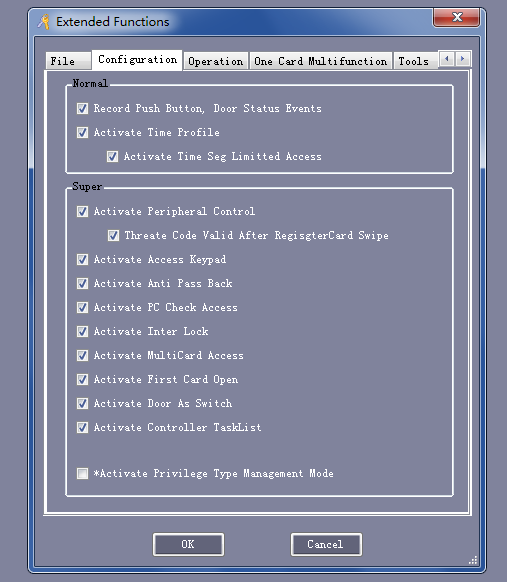 Extended Functions
File Configuration Operation One Card Multifunction Tools
Normal
Record Push Button, Door Status Events
Activate Time Profile
Activate Time Seg Limitted Access
Super
Activate Peripheral Control
Threate Code Valid After RegisgterCard Swipe
Activate Access Keypad
Activate Anti Pass Back
Activate PC Check Access
Activate Inter Lock
Activate MultiCard Access
Activate First Card Open
Activate Door As Switch
Activate Controller TaskList
*Activate Privilege Type Management Mode
OK Cancel